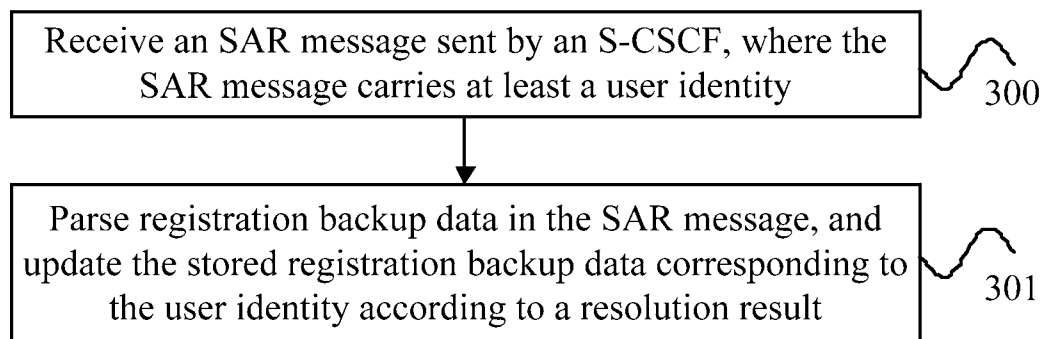 Receive an SAR message sent by an S-CSCF, where the
SAR message carries at least a user identity
300
Parse registration backup data in the SAR message, and
update the stored registration backup data corresponding to
the user identity according to a resolution result
301